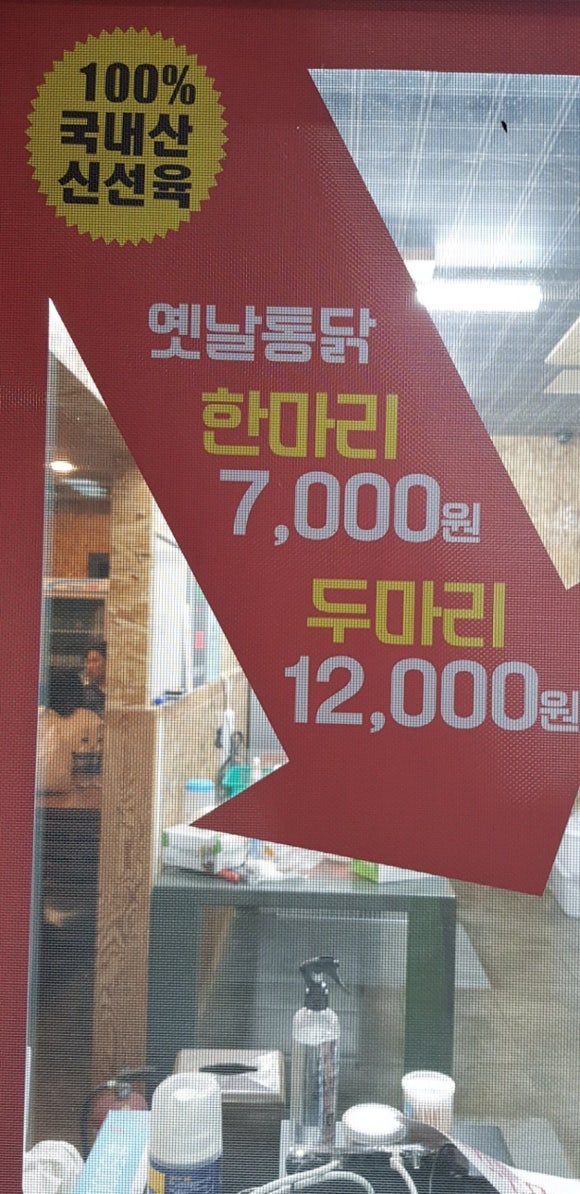 100%
국내산
신선육
옛날통닭
한마리
7,000원
두마리
12,000원